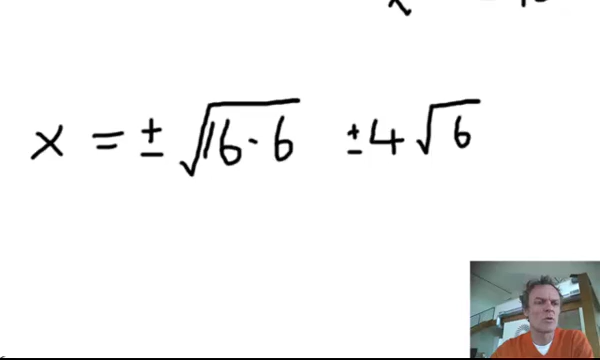 x = ± √16·6 ±4√6